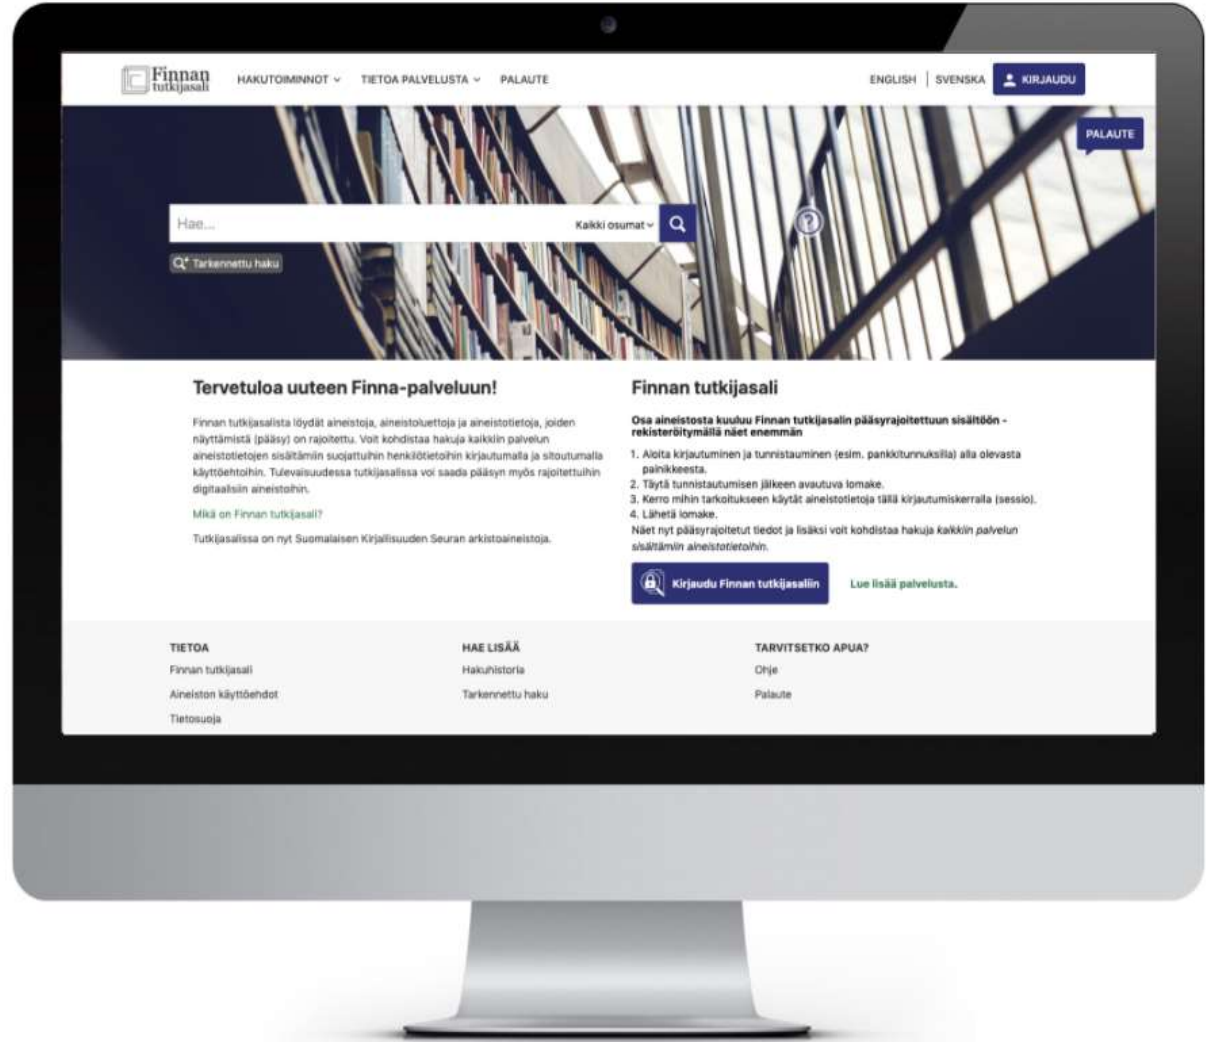 Finnan
tutkijasali
HAKUTOIMINNOT
TIETOA PALVELUSTA
PALAUTE
ENGLISH | SVENSKA
KIRJAUDU
PALAUTE
Hae...
Kaikki osumat
Tarkennettu haku
Tervetuloa uuteen Finna-palveluun!
Finnan tutkijasalista löydät aineistoja, aineistoluettoja ja aineistotietoja, joiden
näyttämistä (pääsy) on rajoitettu. Voit kohdistaa hakuja kaikkiin palvelun
aineistotietojen sisältämiin suojattuihin henkilötietoihin kirjautumalla ja sitoutumalla
käyttöehtoihin. Tulevaisuudessa tutkijasalissa voi saada pääsyn myös rajoitettuihin
digitaalisiin aineistoihin.
Mikä on Finnan tutkijasali?
Tutkijasalissa on nyt Suomalaisen Kirjallisuuden Seuran arkistoaineistoja.
Finnan tutkijasali
Osa aineistosta kuuluu Finnan tutkijasalin pääsyrajoitettuun sisältöön -
rekisteröitymällä näet enemmän
1. Aloita kirjautuminen ja tunnistauminen (esim. pankkitunnuksilla) alla olevasta
painikkeesta.
2. Täytä tunnistautumisen jälkeen avautuva lomake.
3. Kerro mihin tarkoitukseen käytät aineistotietoja tällä kirjautumiskerralla (sessio).
4. Lähetä lomake.
Näet nyt pääsyrajoitetut tiedot ja lisäksi voit kohdistaa hakuja kaikkiin palvelun
sisältämiin aineistotietoihin.
Kirjaudu Finnan tutkijasaliin
Lue lisää palvelusta.
TIETOA
Finnan tutkijasali
Aineiston käyttöehdot
Tietosuoja
HAE LISÄÄ
Hakuhistoria
Tarkennettu haku
TARVITSETKO APUA?
Ohje
Palaute